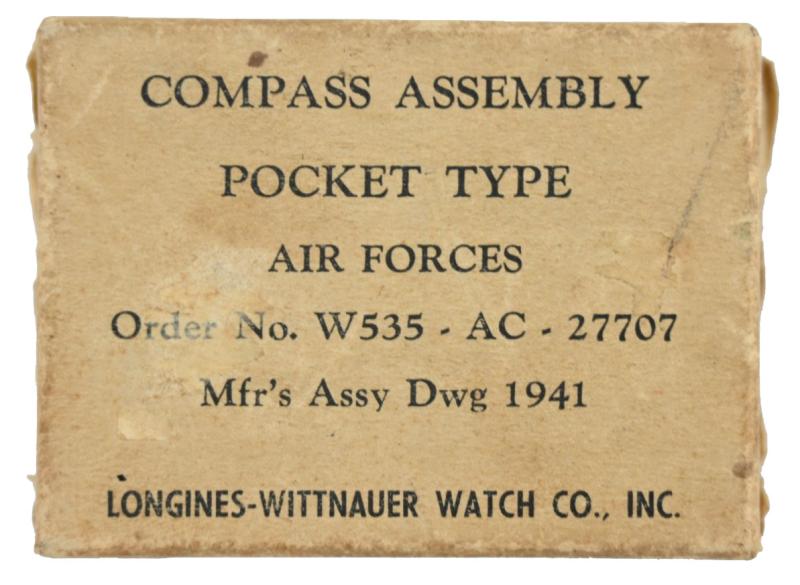 COMPASS ASSEMBLY
POCKET TYPE
AIR FORCES
Order No. W535 - AC - 27707
Mfr's Assy Dwg 1941
LONGINES-WITTNAUER WATCH CO., INC.